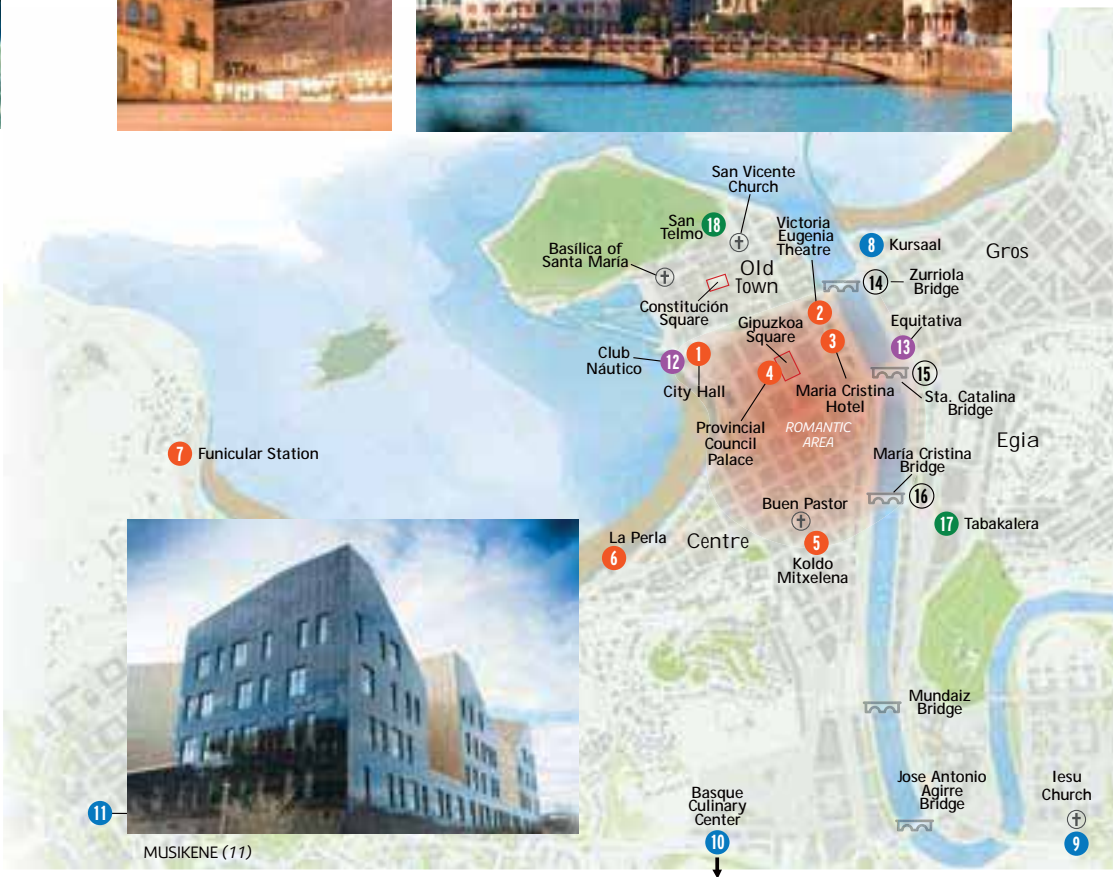 San Vicente
Church
San
Telmo
18
Victoria
Eugenia
Theatre
8 Kursaal
Gros
Basílica of
Santa María
Old
Town
14
Zurriola
Bridge
Constitución
Square
Gipuzkoa
Square
2
Equitativa
13
3
Club
Náutico
12
1
City Hall
4
15
Maria Cristina
Hotel
Sta. Catalina
Bridge
Provincial
Council
Palace
ROMANTIC
AREA
Egia
7 Funicular Station
María Cristina
Bridge
16
Buen Pastor
17 Tabakalera
La Perla
6
Centre
5
Koldo
Mitxelena
Mundaiz
Bridge
Jose Antonio
Agirre
Bridge
Iesu
Church
9
Basque
Culinary
Center
10
11
MUSIKENE (11)